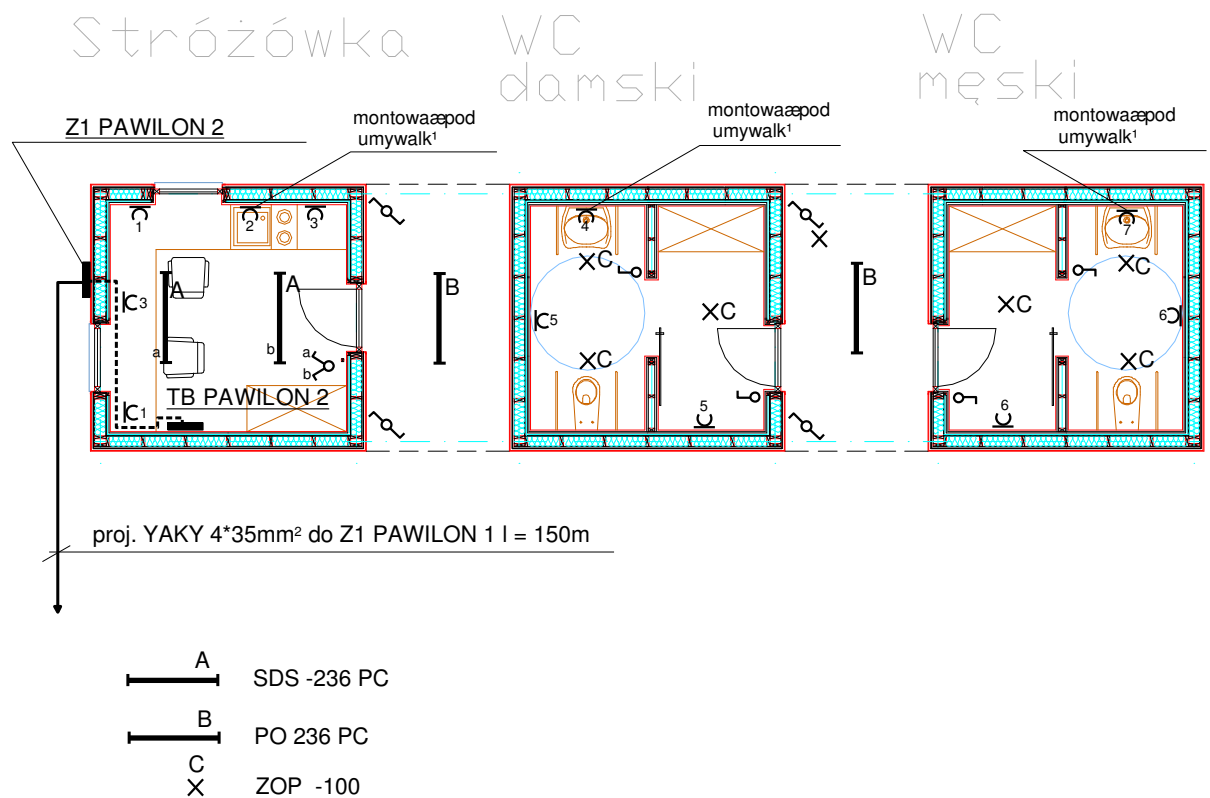 Stróżówka
WC
damski
WC
męski
Z1 PAWILON 2
montowaæpod
umywalk¹
montowaæpod
umywalk¹
montowaæpod
umywalk¹
1
2
3
4
7
A
A
B
B
C
C
C
C
C
3
5
6
a
b
a
b
1
TB PAWILON 2
5
6
proj. YAKY 4*35mm² do Z1 PAWILON 1 l = 150m
A
SDS -236 PC
B
PO 236 PC
C
ZOP -100